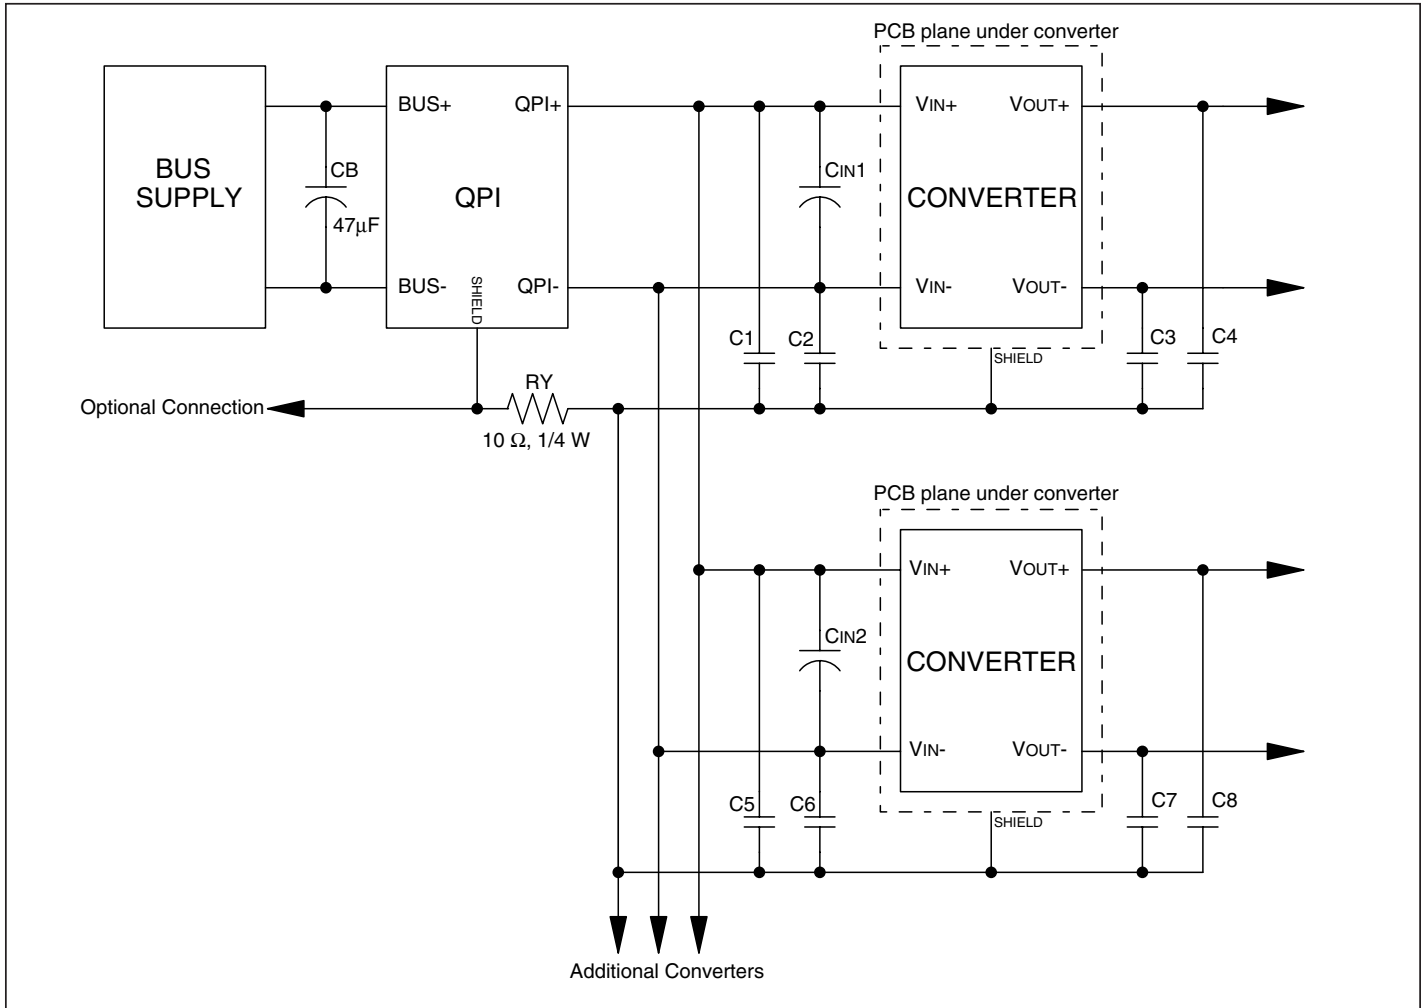 PCB plane under converter
BUS
SUPPLY
CB
47µF
BUS+
QPI+
QPI
BUS-
SHIELD
QPI-
CIN1
VIN+
VOUT+
CONVERTER
VIN-
VOUT-
C1
C2
SHIELD
C3
C4
Optional Connection
RY
10 Ω, 1/4 W
PCB plane under converter
VIN+
VOUT+
CIN2
CONVERTER
VIN-
VOUT-
C5
C6
SHIELD
C7
C8
Additional Converters